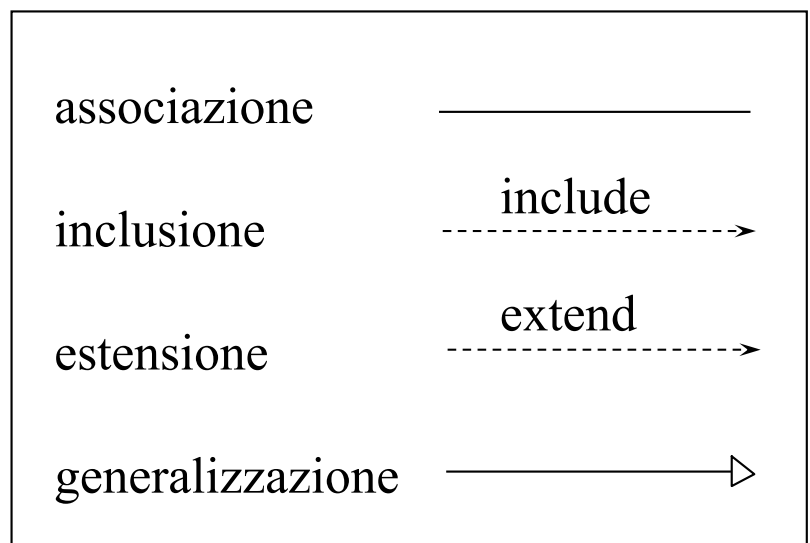 associazione
include
inclusione
extend
estensione
generalizzazione